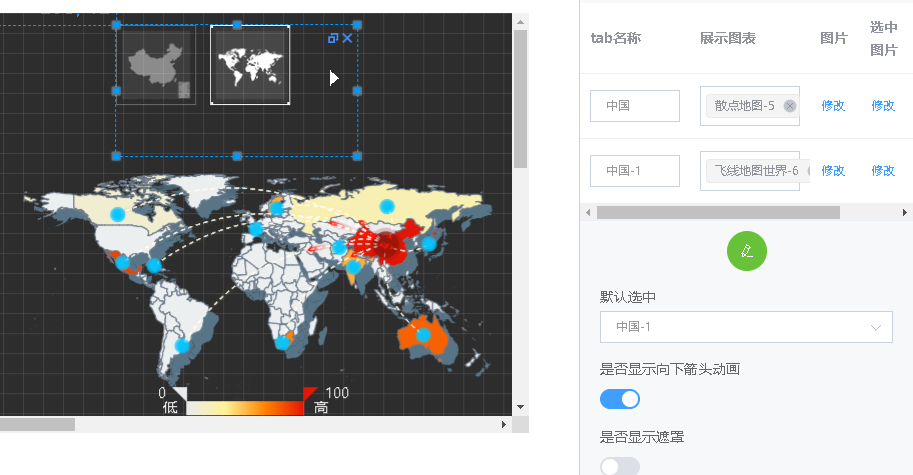 0
100
低
高
tab名称
展示图表
图片
选中
图片
中国
散点地图-5
修改
修改
中国-1
飞线地图世界-6
修改
修改
默认选中
中国-1
是否显示向下箭头动画
是否显示遮罩